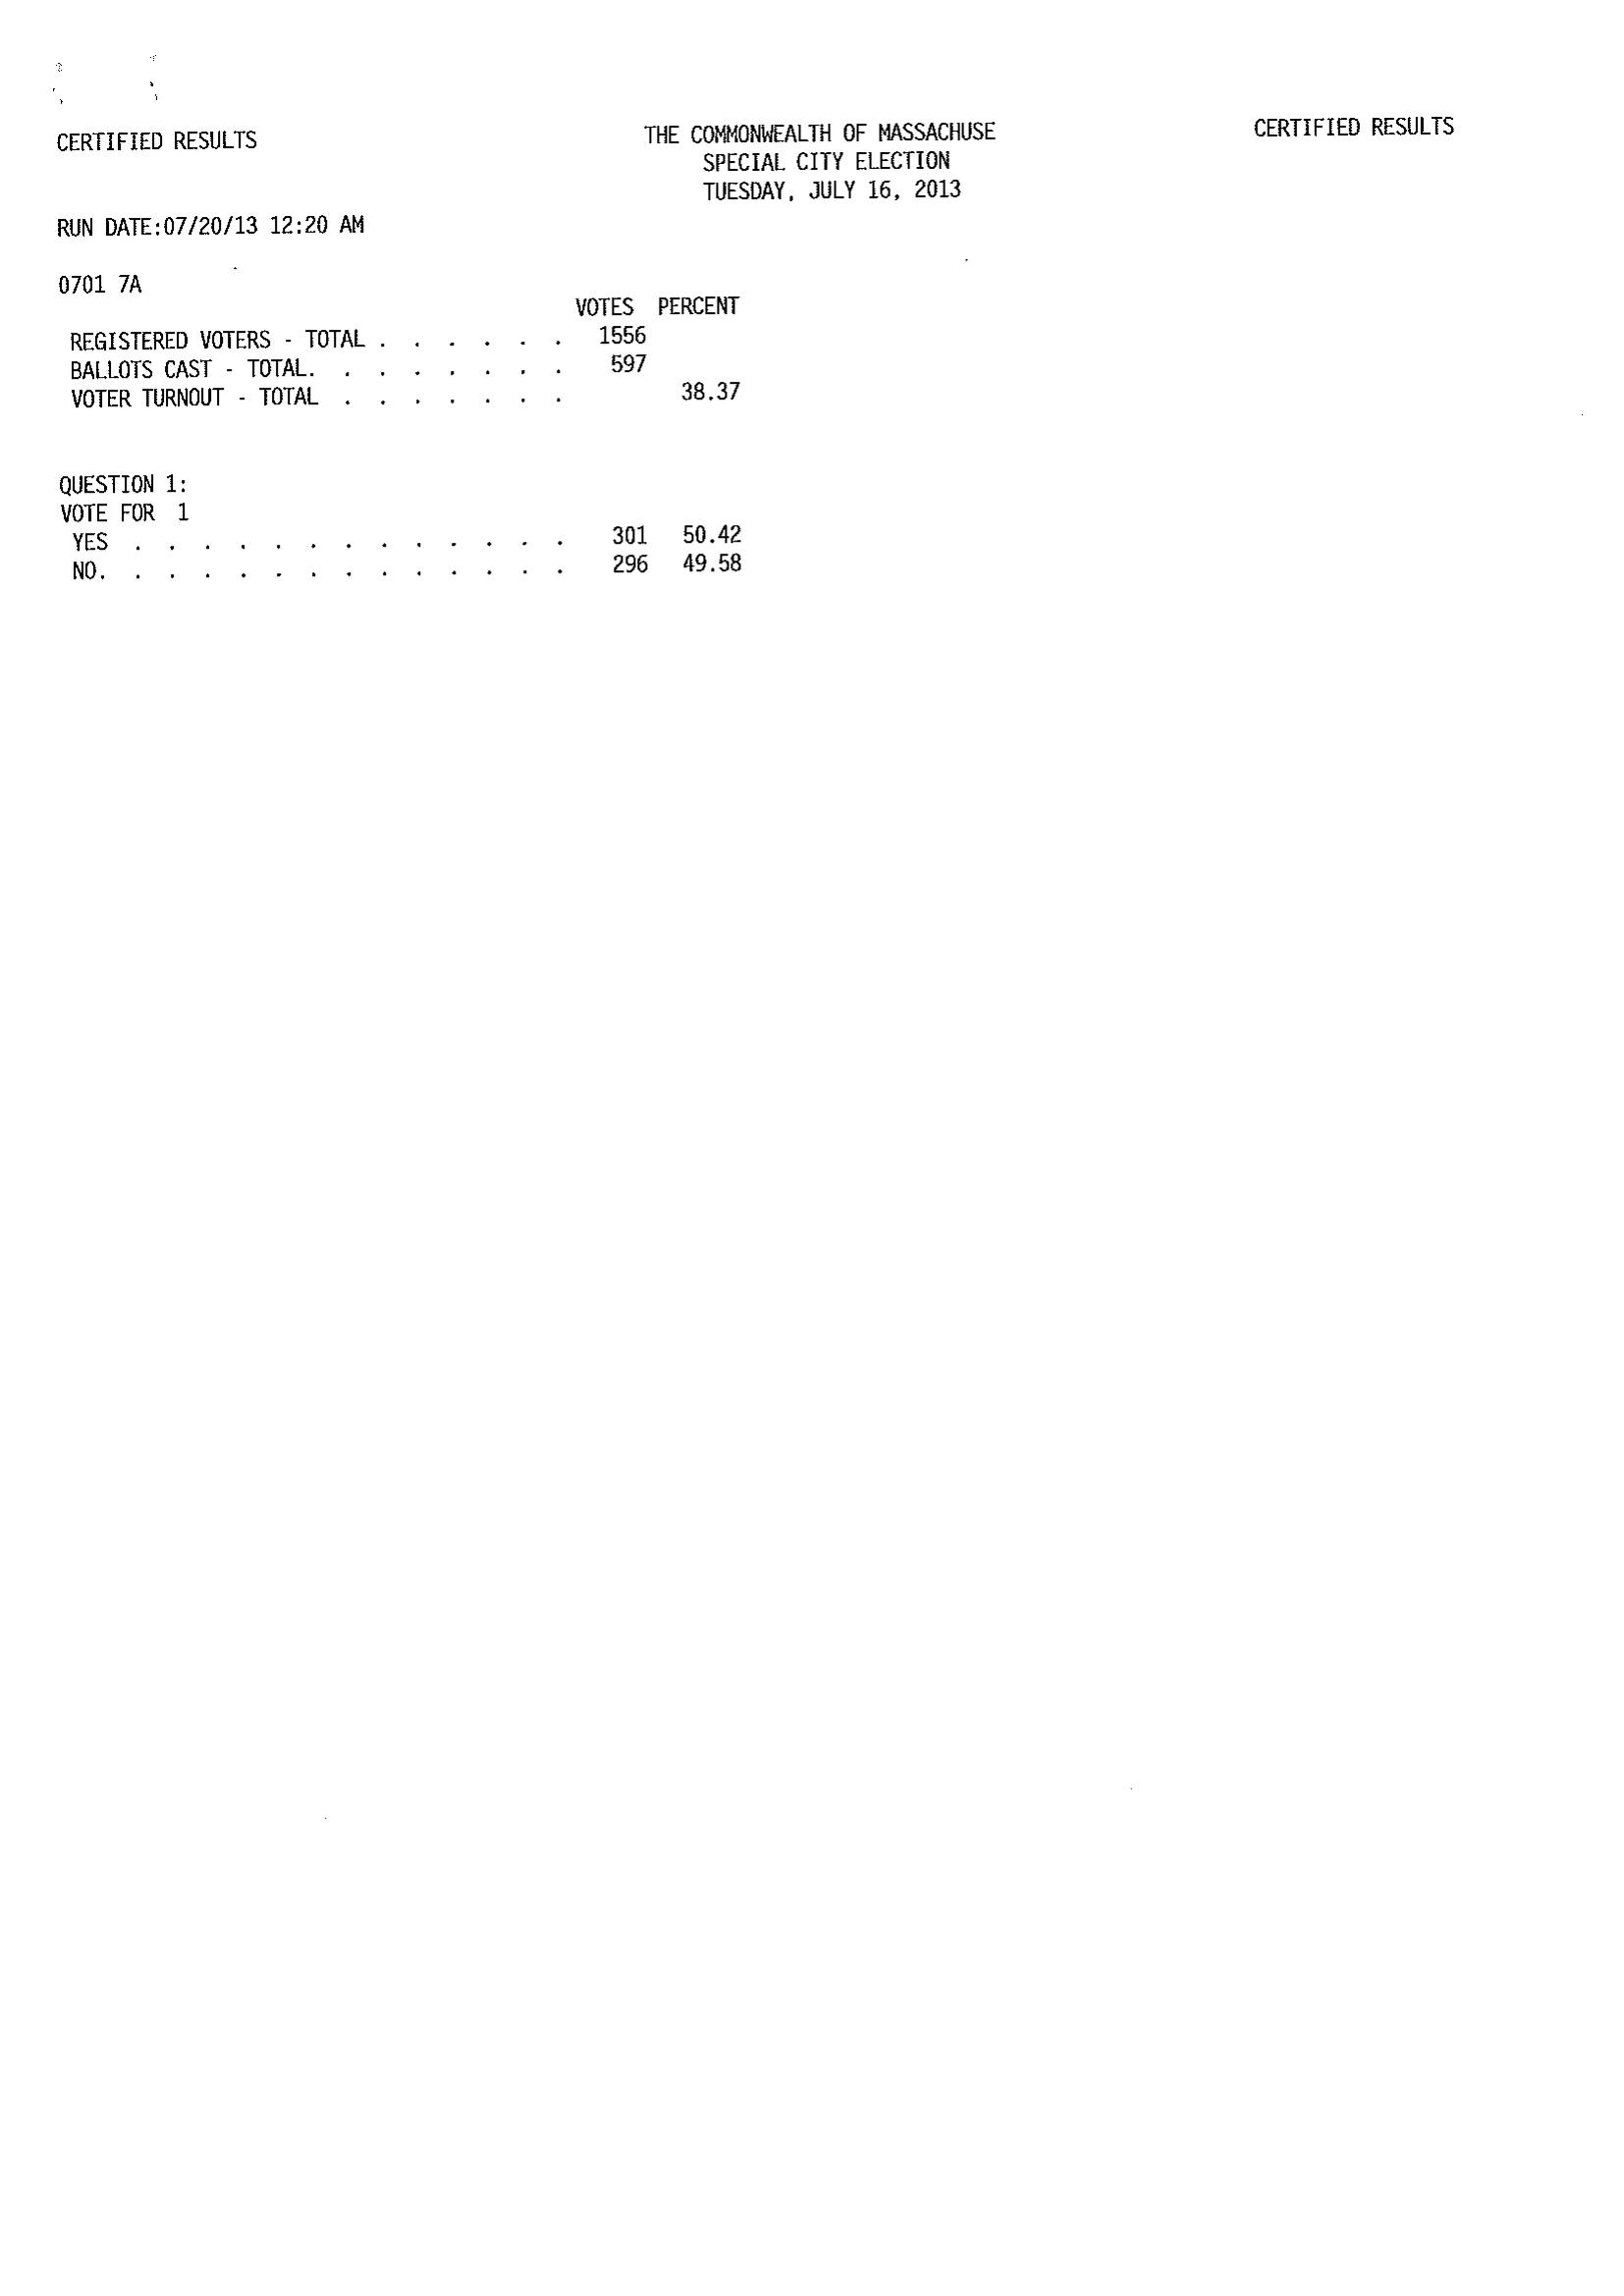 CERTIFIED RESULTS THE COMMONWEALTH OF MASSACHUSE CERTIFIED RESULTS
SPECIAL CITY ELECTION
TUESDAY, JULY 16, 2013
RUN DATE:07/20/13 12:20 AM
0701 7A
VOTES PERCENT
REGISTERED VOTERS - TOTAL . . . . . . 1556
BALLOTS CAST - TOTAL. . . . . . . . 597
VOTER TURNOUT - TOTAL . . . . . . . 38.37
QUESTION 1:
VOTE FOR 1
YES . . . . . . . . . . . . . 301 50.42
NO. . . . . . . . . . . . . . 296 49.58